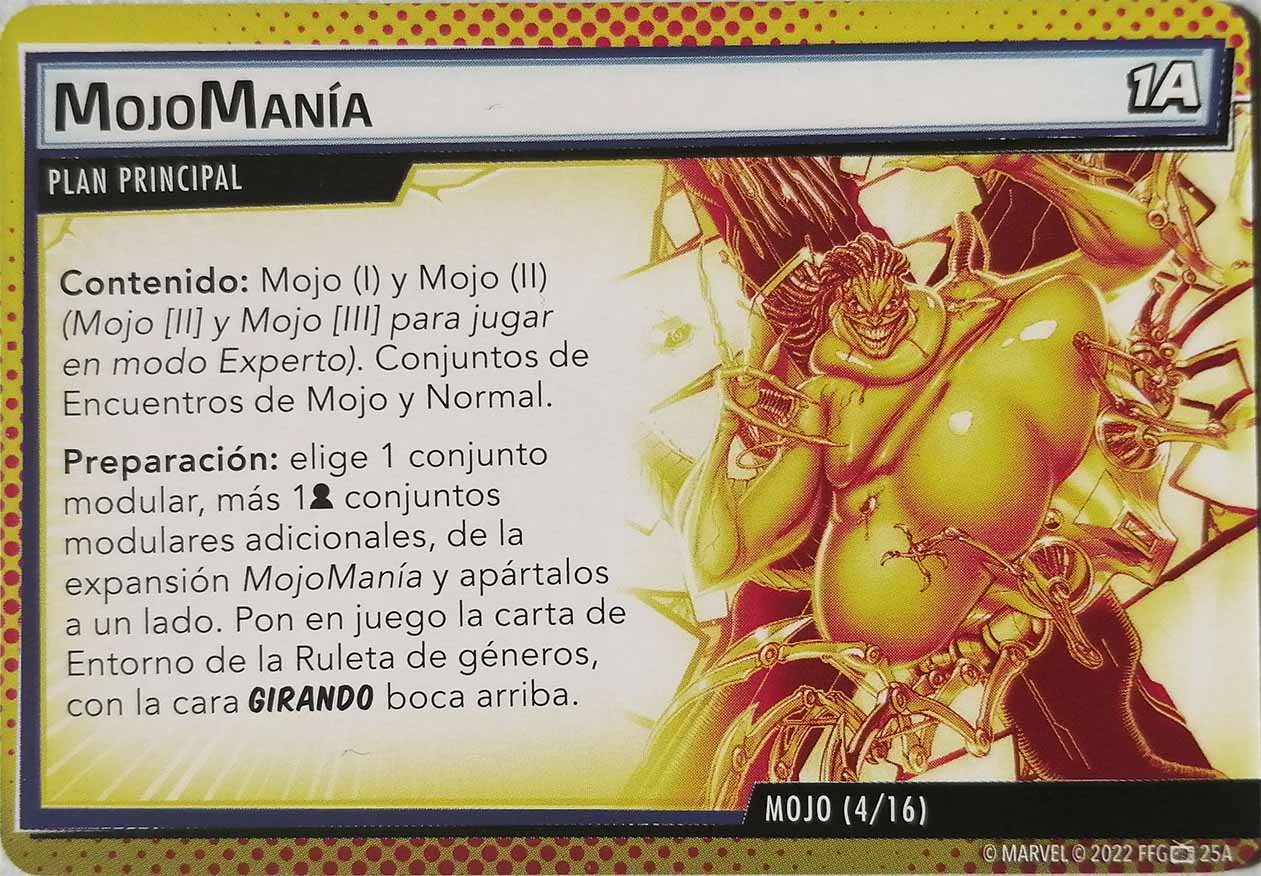 MOJOMANÍA
1A
PLAN PRINCIPAL
Contenido: Mojo (I) y Mojo (II)
(Mojo [II] y Mojo [III] para jugar
en modo Experto). Conjuntos de
Encuentros de Mojo y Normal.
Preparación: elige 1 conjunto
modular, más 1 conjuntos
modulares adicionales, de la
expansión MojoManía y apártalos
a un lado. Pon en juego la carta de
Entorno de la Ruleta de géneros,
con la cara GIRANDO boca arriba.
MOJO (4/16)
© MARVEL © 2022 FFG 25A